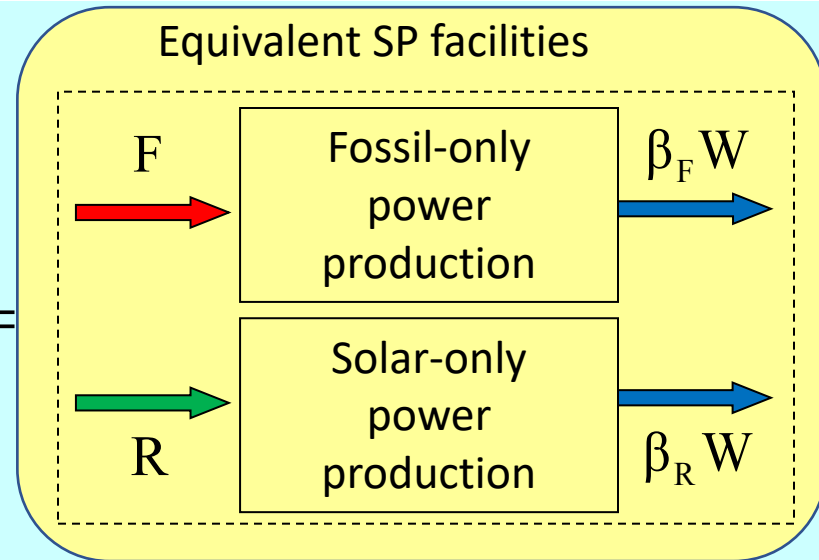 Equivalent SP facilities
F
Fossil-only
power
production
β_F W
=
R
Solar-only
power
production
β_R W